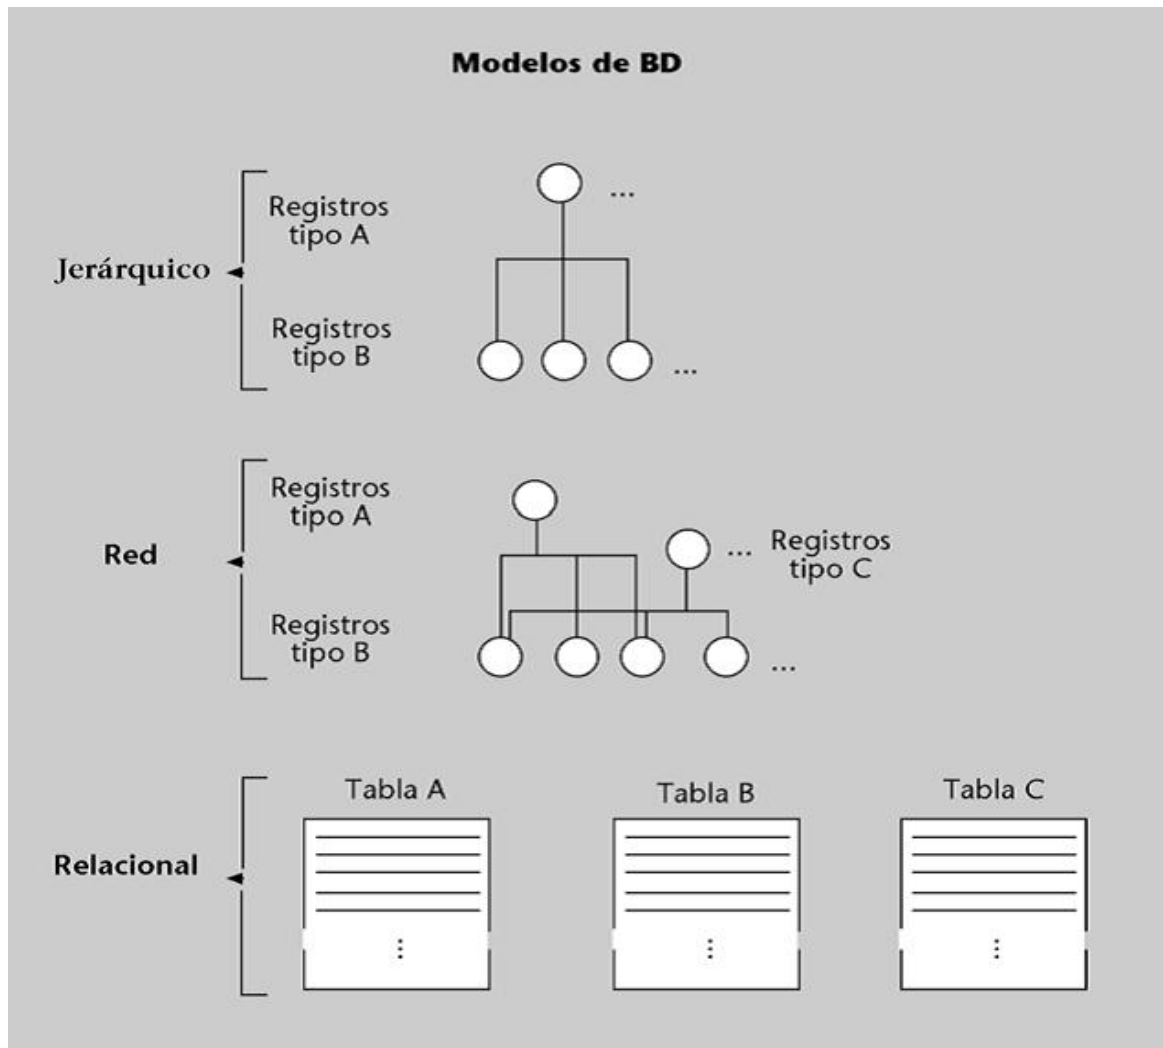 Modelos de BD
Jerárquico
Registros
tipo A
...
Registros
tipo B
...
Red
Registros
tipo A
... Registros
tipo C
Registros
tipo B
...
Relacional
Tabla A
Tabla B
Tabla C